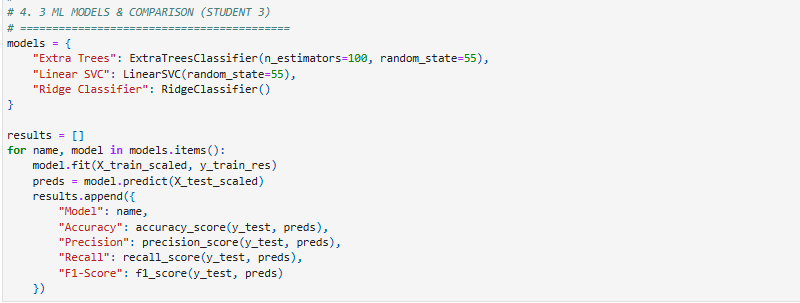 # 4. 3 ML MODELS & COMPARISON (STUDENT 3)
# ==========================================
models = {
    "Extra Trees": ExtraTreesClassifier(n_estimators=100, random_state=55),
    "Linear SVC": LinearSVC(random_state=55),
    "Ridge Classifier": RidgeClassifier()
}

results = []
for name, model in models.items():
    model.fit(X_train_scaled, y_train_res)
    preds = model.predict(X_test_scaled)
    results.append({
        "Model": name,
        "Accuracy": accuracy_score(y_test, preds),
        "Precision": precision_score(y_test, preds),
        "Recall": recall_score(y_test, preds),
        "F1-Score": f1_score(y_test, preds)
    })